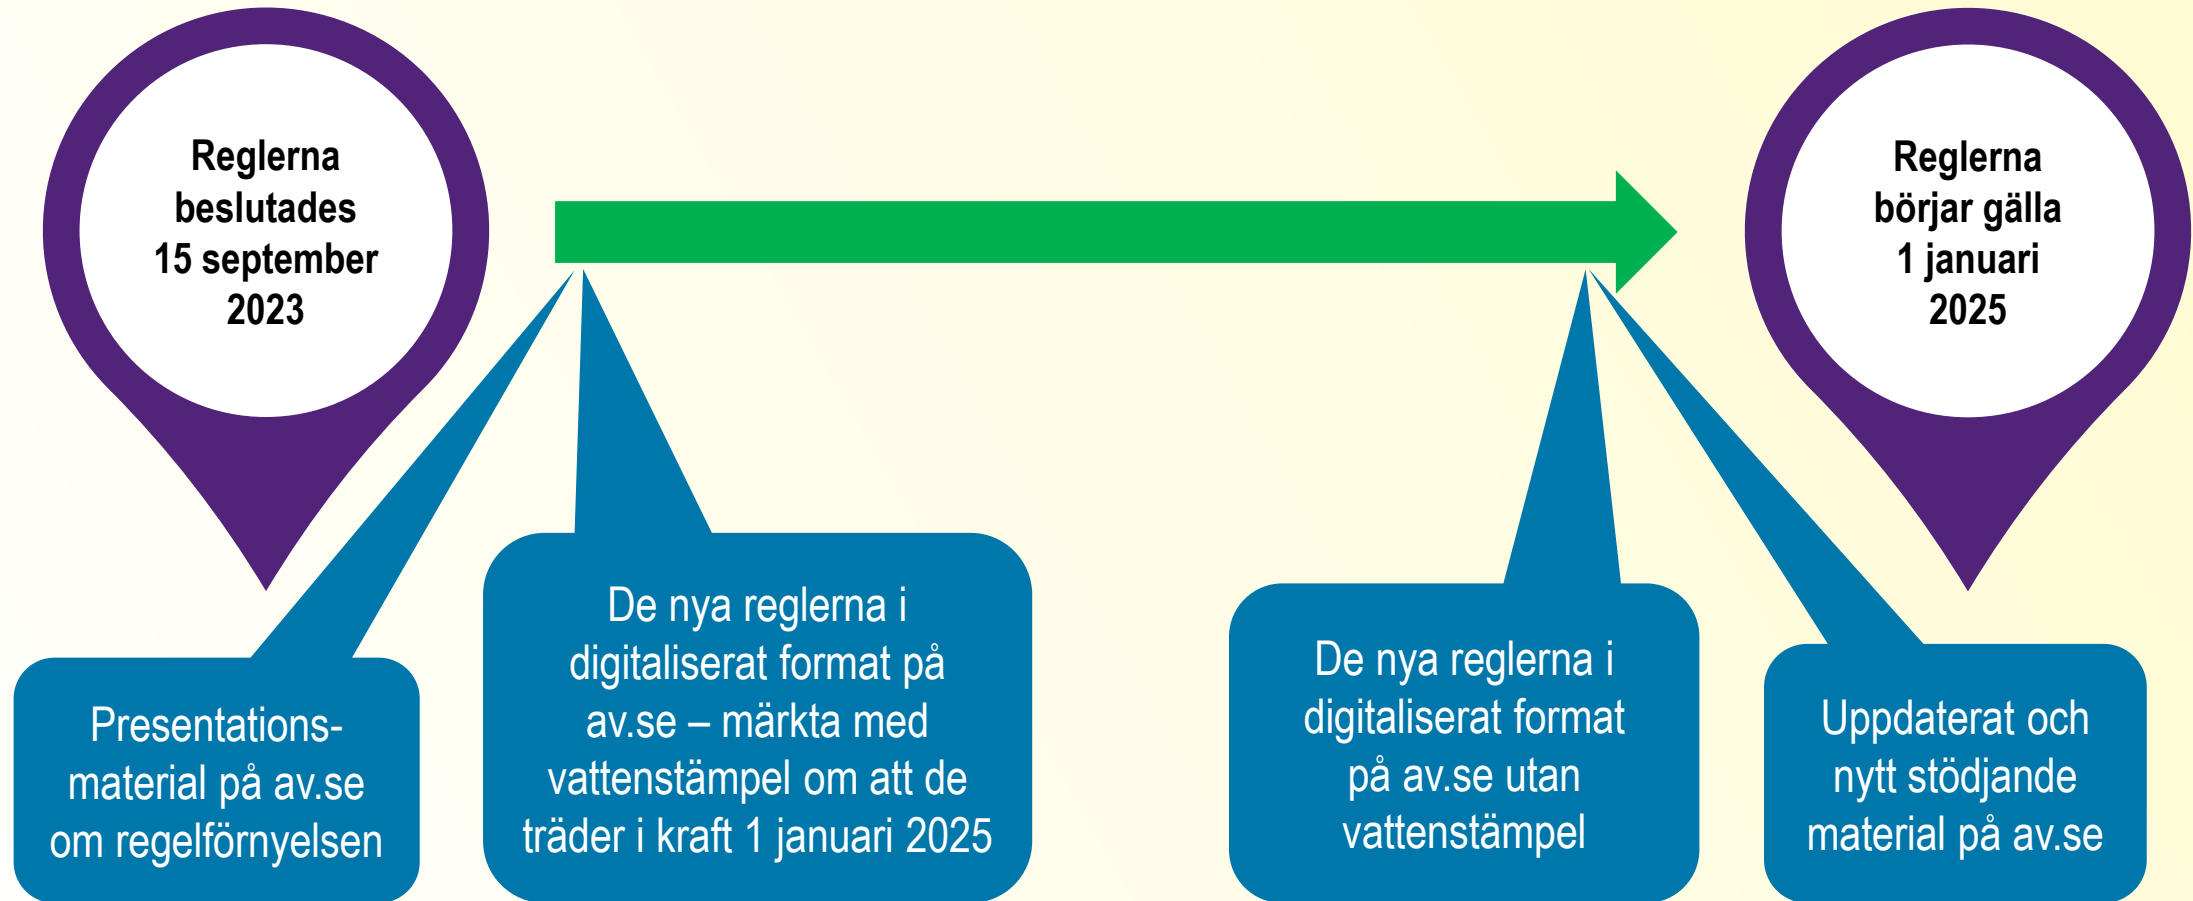 Reglerna
beslutades
15 september
2023
Reglerna
börjar gälla
1 januari
2025
Presentations-
material på av.se
om regelförnyelsen
De nya reglerna i
digitaliserat format på
av.se – märkta med
vattenstämpel om att de
träder i kraft 1 januari 2025
De nya reglerna i
digitaliserat format
på av.se utan
vattenstämpel
Uppdaterat och
nytt stödjande
material på av.se